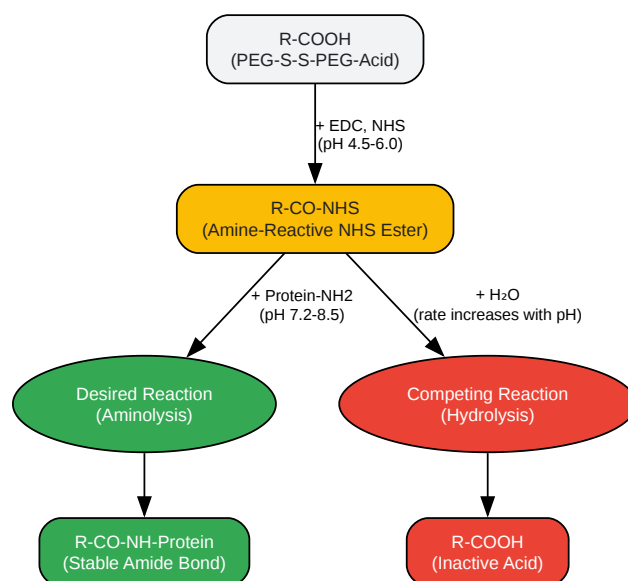 R-COOH
(PEG-S-S-PEG-Acid)
+ EDC, NHS
(pH 4.5-6.0)
R-CO-NHS
(Amine-Reactive NHS Ester)
+ Protein-NH2
(pH 7.2-8.5)
+ H₂O
(rate increases with pH)
Desired Reaction
(Aminolysis)
Competing Reaction
(Hydrolysis)
R-CO-NH-Protein
(Stable Amide Bond)
R-COOH
(Inactive Acid)